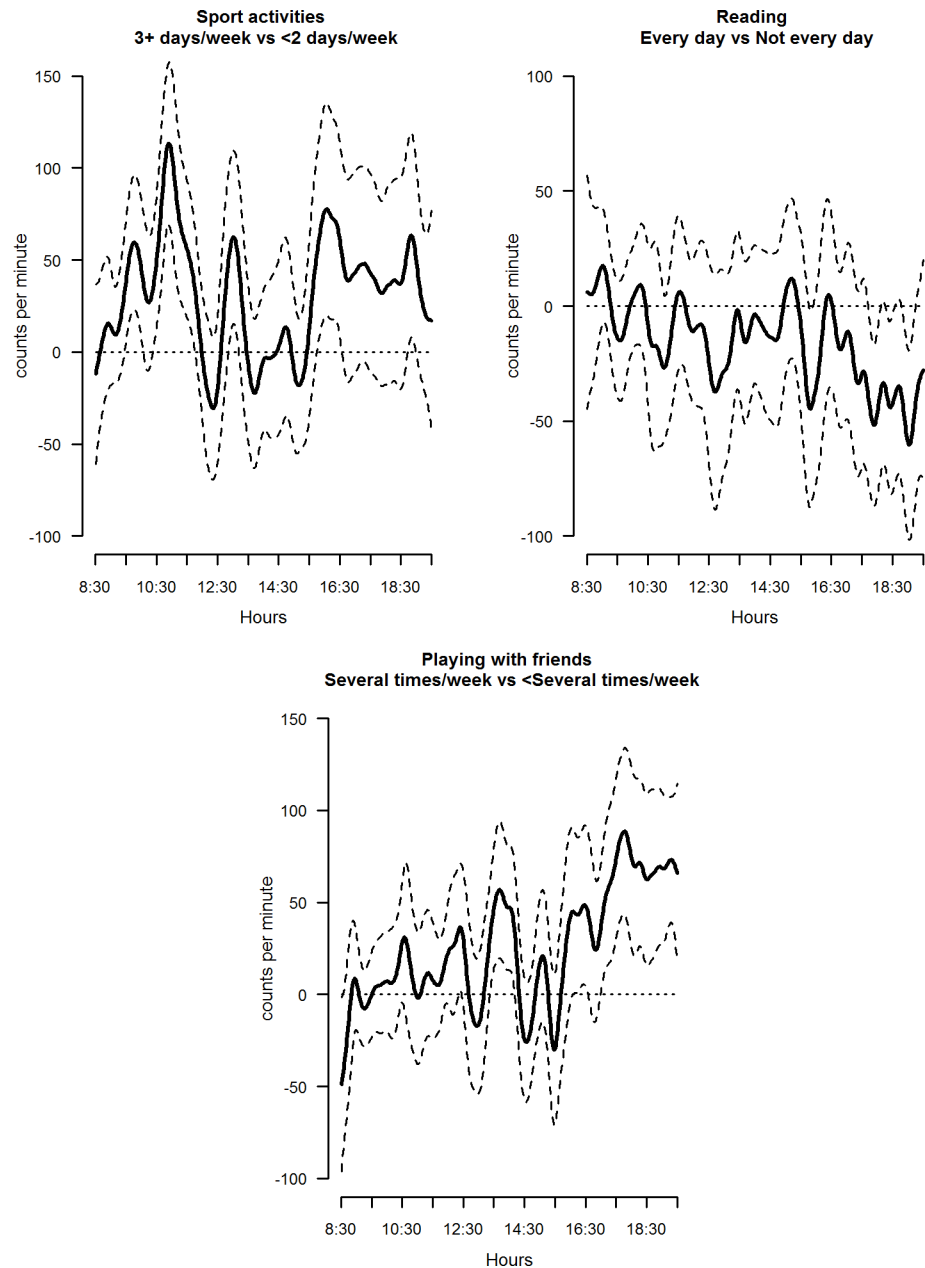 Sport activities
3+ days/week vs <2 days/week
150
100
50
0
-50
-100
counts per minute
8:30
10:30
12:30
14:30
16:30
18:30
Hours
Reading
Every day vs Not every day
100
50
0
-50
-100
counts per minute
8:30
10:30
12:30
14:30
16:30
18:30
Hours
Playing with friends
Several times/week vs <Several times/week
150
100
50
0
-50
-100
counts per minute
8:30
10:30
12:30
14:30
16:30
18:30
Hours